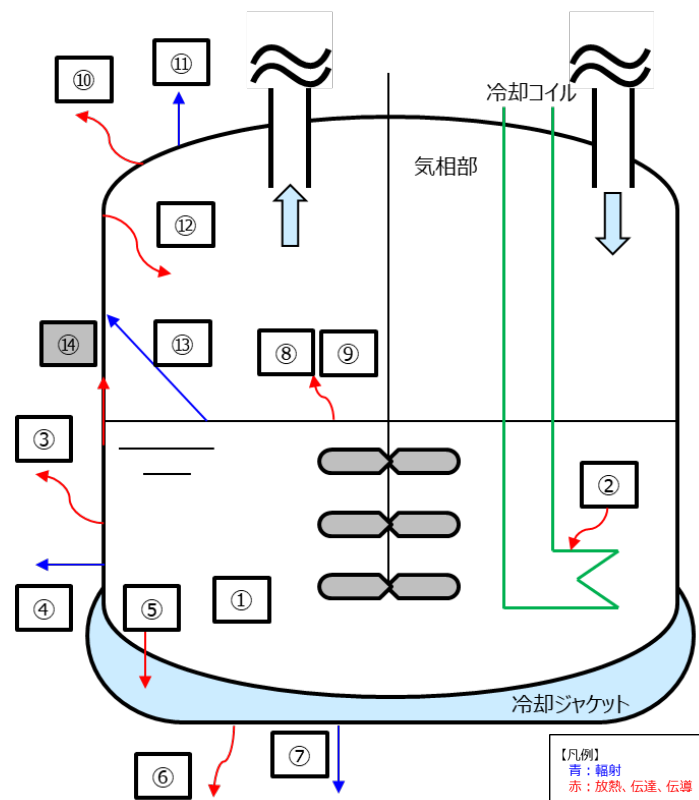 ⑪
⑩
冷却コイル
気相部
⑫
⑭
⑬
⑧
⑨
③
②
④
⑤
①
冷却ジャケット
⑥
⑦
【凡例】
青：輻射
赤：放熱、伝達、伝導